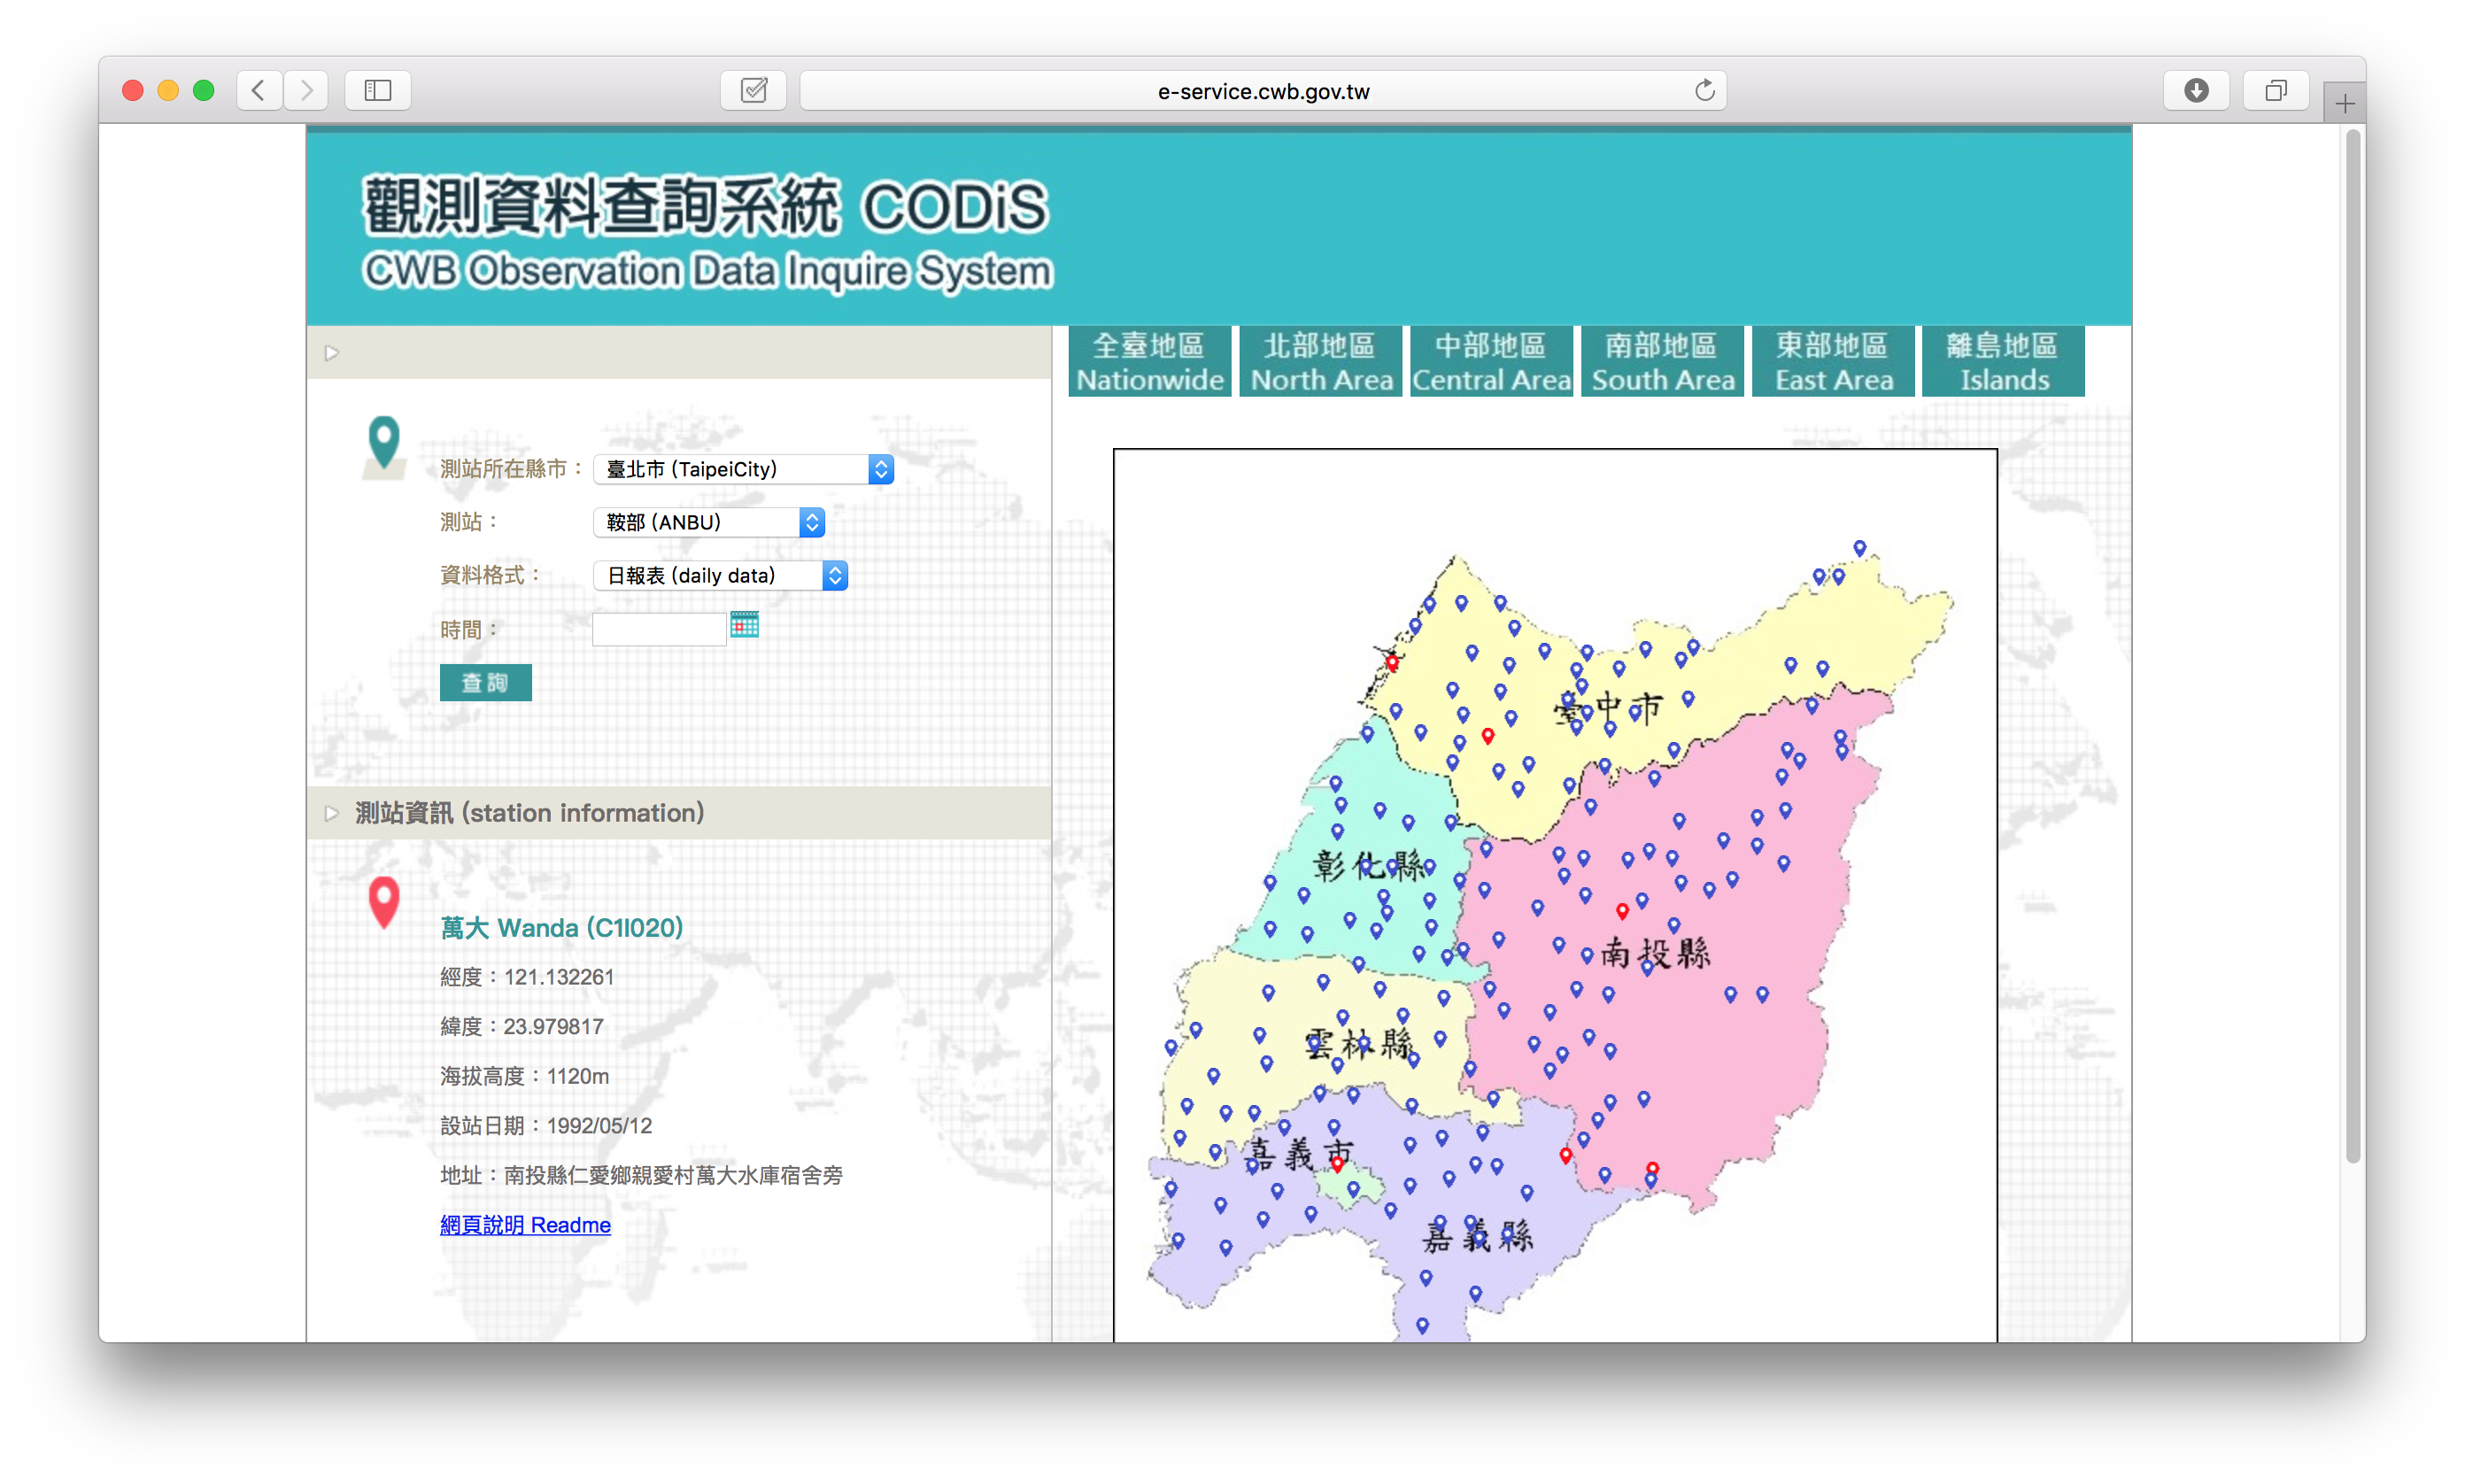 e-service.cwb.gov.tw
觀測資料查詢系統 CODiS
CWB Observation Data Inquire System
全臺地區
Nationwide
北部地區
North Area
中部地區
Central Area
南部地區
South Area
東部地區
East Area
離島地區
Islands
測站所在縣市：
臺北市 (TaipeiCity)
測站：
鞍部 (ANBU)
資料格式：
日報表 (daily data)
時間：
查詢
測站資訊 (station information)
萬大 Wanda (C1I020)
經度：121.132261
緯度：23.979817
海拔高度：1120m
設站日期：1992/05/12
地址：南投縣仁愛鄉親愛村萬大水庫宿舍旁
網頁說明 Readme
臺中市
彰化縣
南投縣
雲林縣
嘉義市
嘉義縣